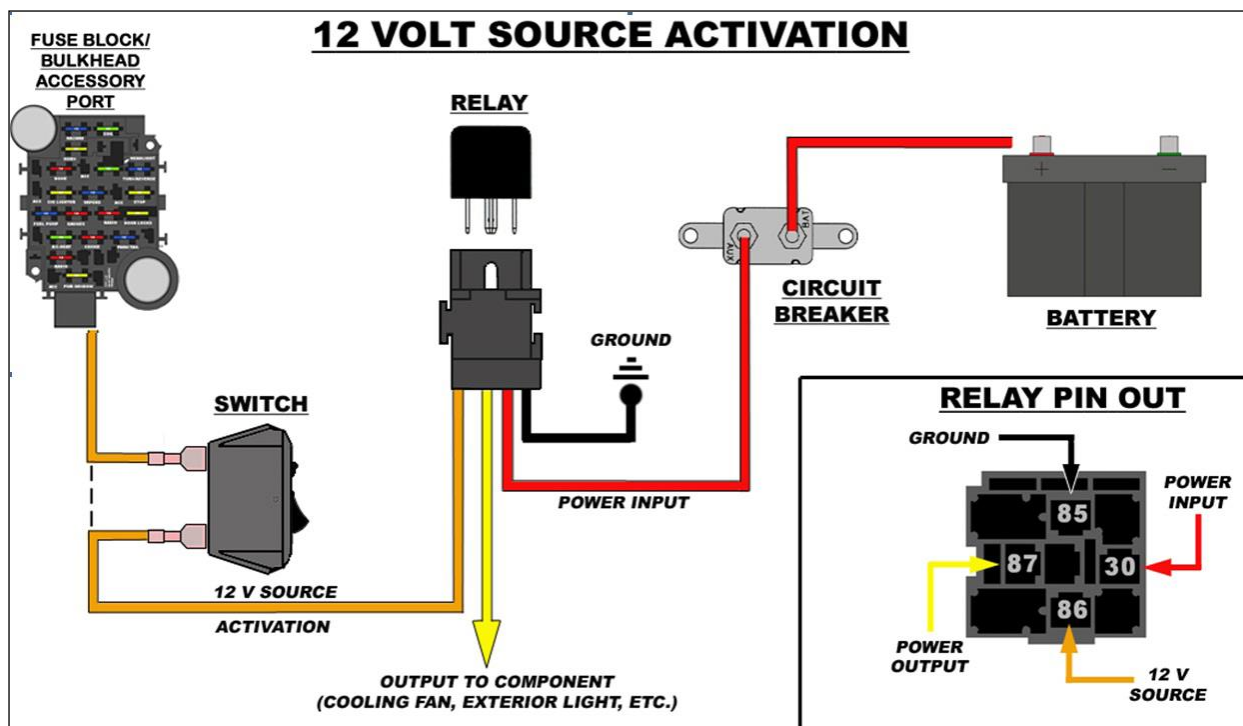 12 VOLT SOURCE ACTIVATION
FUSE BLOCK/
BULKHEAD
ACCESSORY
PORT
RELAY
BAT
AUX
CIRCUIT
BREAKER
+
−
BATTERY
GROUND
SWITCH
POWER INPUT
12 V SOURCE
ACTIVATION
OUTPUT TO COMPONENT
(COOLING FAN, EXTERIOR LIGHT, ETC.)
RELAY PIN OUT
GROUND
POWER
INPUT
85
87
30
86
POWER
OUTPUT
12 V
SOURCE